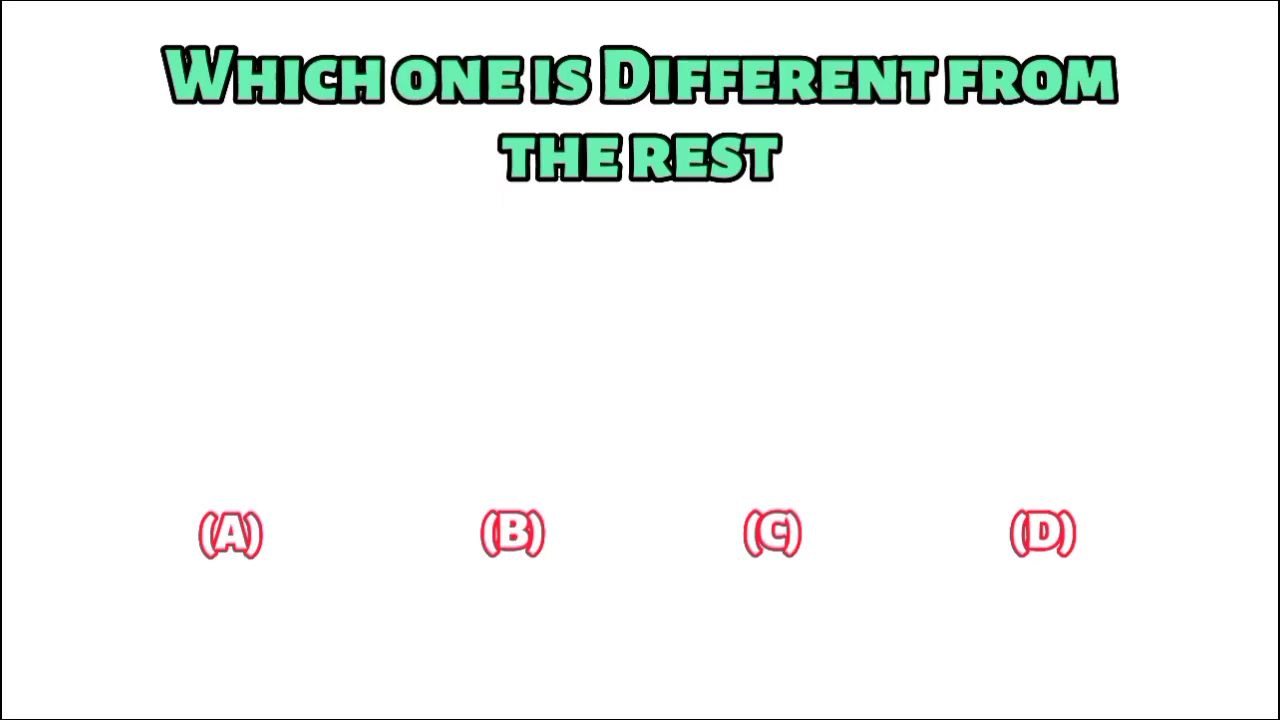 Which one is Different from
the rest
(A) (B) (C) (D)